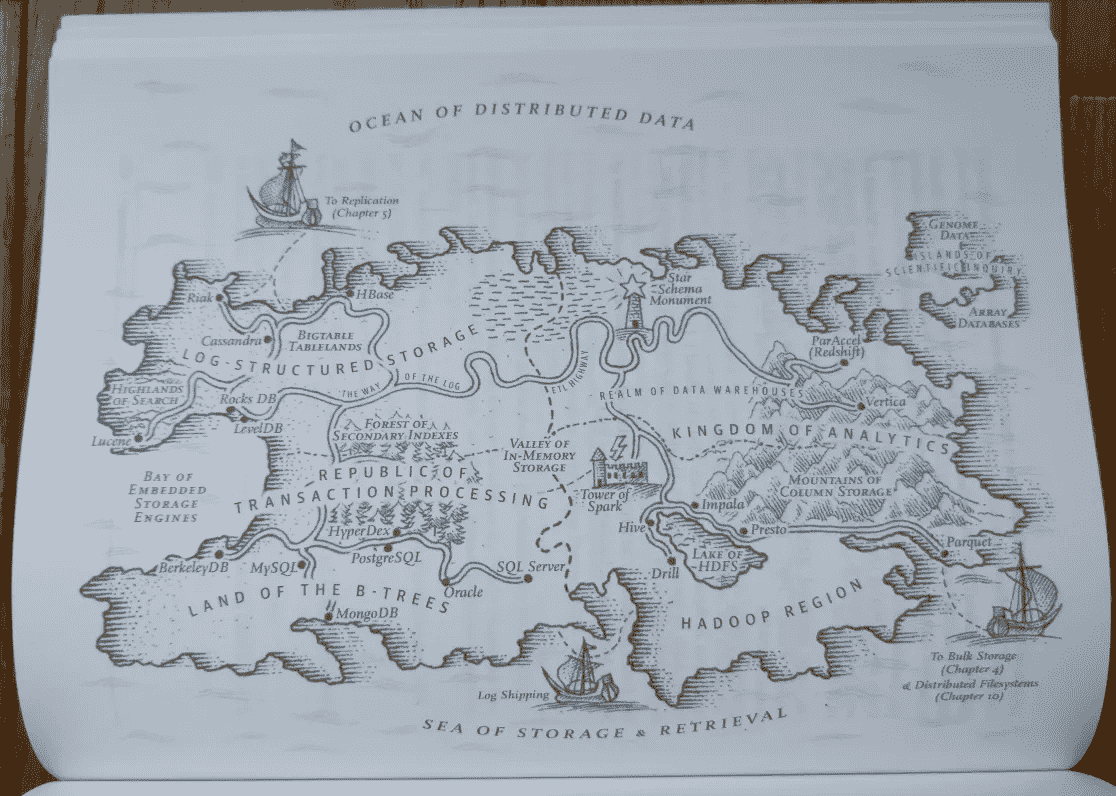 OCEAN OF DISTRIBUTED DATA
To Replication
(Chapter 5)
GENOME
DATA
ISLANDS OF
SCIENTIFIC INQUIRY
ARRAY
DATABASES
Riak
HBase
Star
Schema
Monument
Cassandra
BIGTABLE
TABLELANDS
ParAccel
(Redshift)
LOG-STRUCTURED STORAGE
HIGHLANDS
OF SEARCH
Rocks DB
THE WAY OF THE LOG
ETL HIGHWAY
REALM OF DATA WAREHOUSES
Vertica
LevelDB
Lucene
FOREST OF
SECONDARY INDEXES
VALLEY OF
IN-MEMORY
STORAGE
KINGDOM OF ANALYTICS
BAY OF
EMBEDDED
STORAGE
ENGINES
REPUBLIC OF
TRANSACTION PROCESSING
MOUNTAINS OF
COLUMN STORAGE
Tower of
Spark
Impala
HyperDex
Hive
Presto
BerkeleyDB
MySQL
PostgreSQL
SQL Server
LAKE OF
HDFS
Parquet
Drill
Oracle
LAND OF THE B-TREES
MongoDB
HADOOP REGION
To Bulk Storage
(Chapter 4)
& Distributed Filesystems
(Chapter 10)
Log Shipping
SEA OF STORAGE & RETRIEVAL